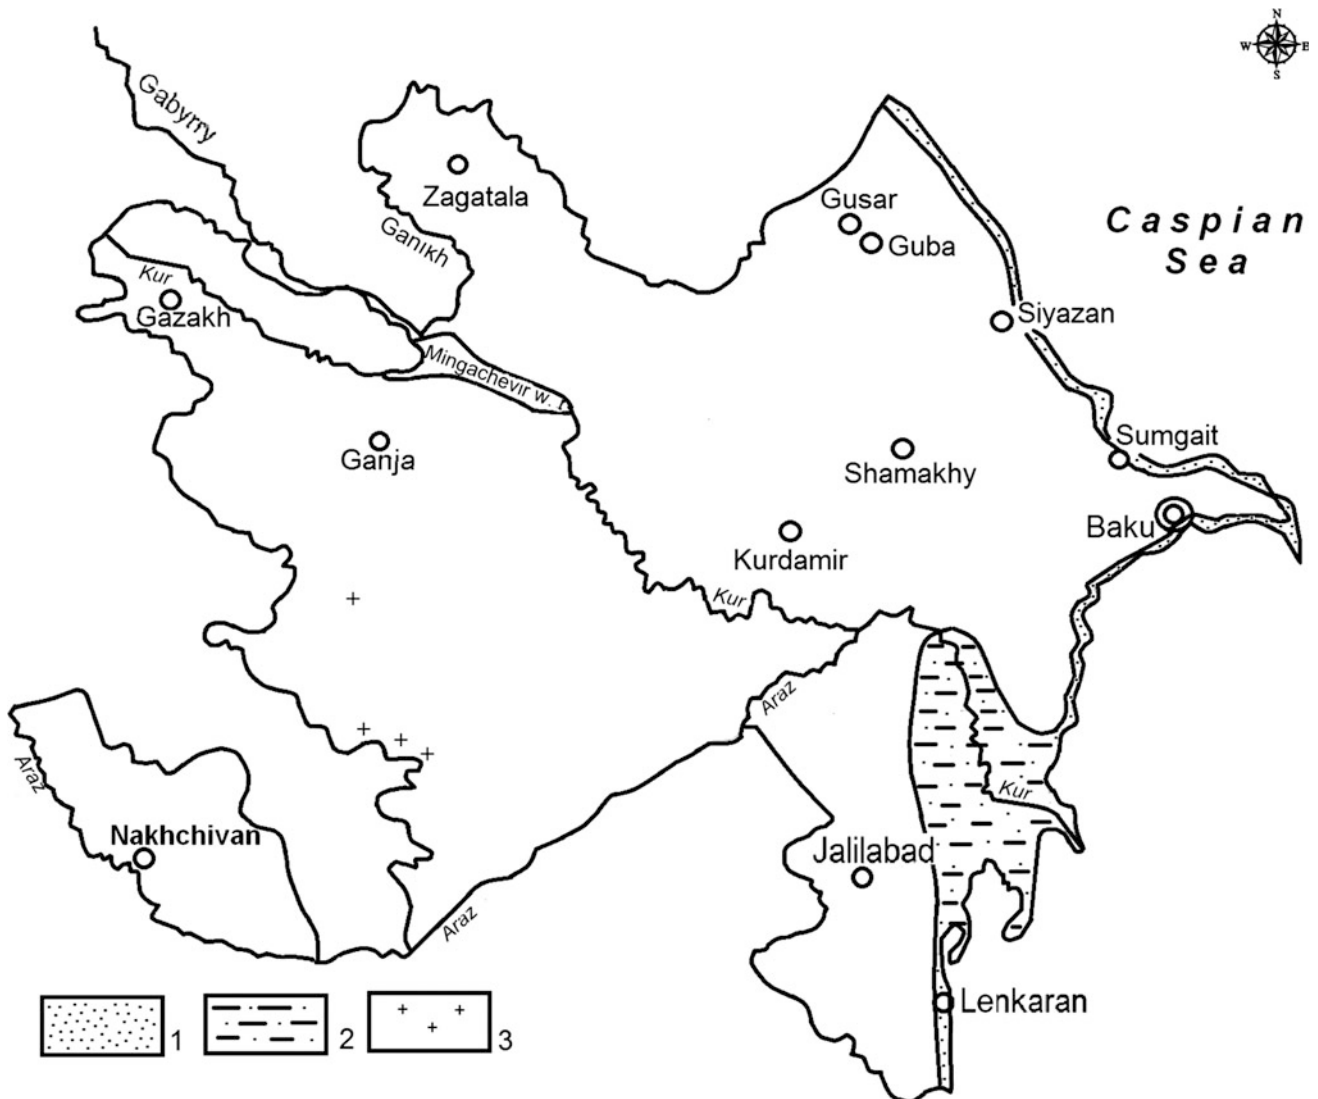 N
W E
S
Gabyrry
Zagatala
Ganıkh
Gusar
Guba
Caspian
Sea
Kur
Gazakh
Siyazan
Mingachevır w. r.
Ganja
Sumgait
Shamakhy
Baku
Kurdamir
Kur
Araz
Araz
Kur
Nakhchivan
Jalilabad
Araz
Lenkaran
1
2
3